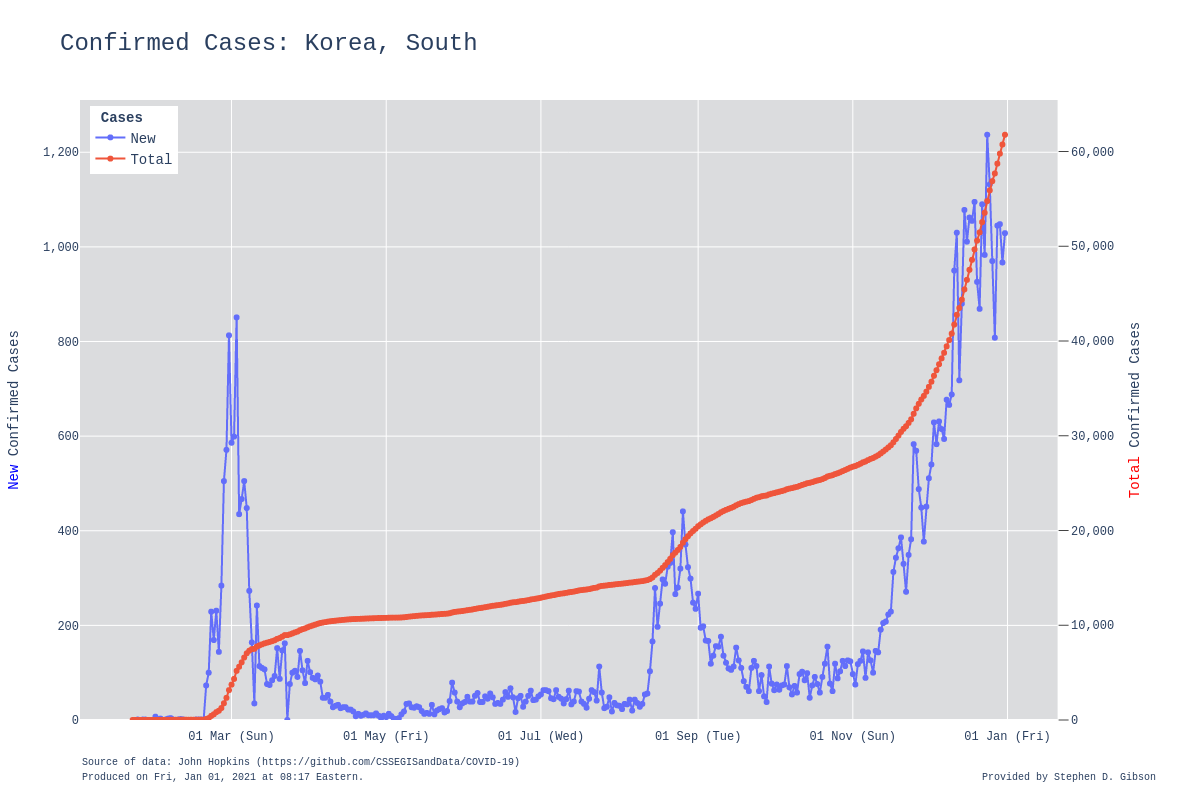 Confirmed Cases: Korea, South
Cases
New
Total
1,200
1,000
800
600
400
200
0
60,000
50,000
40,000
30,000
20,000
10,000
0
New Confirmed Cases
Total Confirmed Cases
01 Mar (Sun) 01 May (Fri) 01 Jul (Wed) 01 Sep (Tue) 01 Nov (Sun) 01 Jan (Fri)
Source of data: John Hopkins (https://github.com/CSSEGISandData/COVID-19)
Produced on Fri, Jan 01, 2021 at 08:17 Eastern.
Provided by Stephen D. Gibson